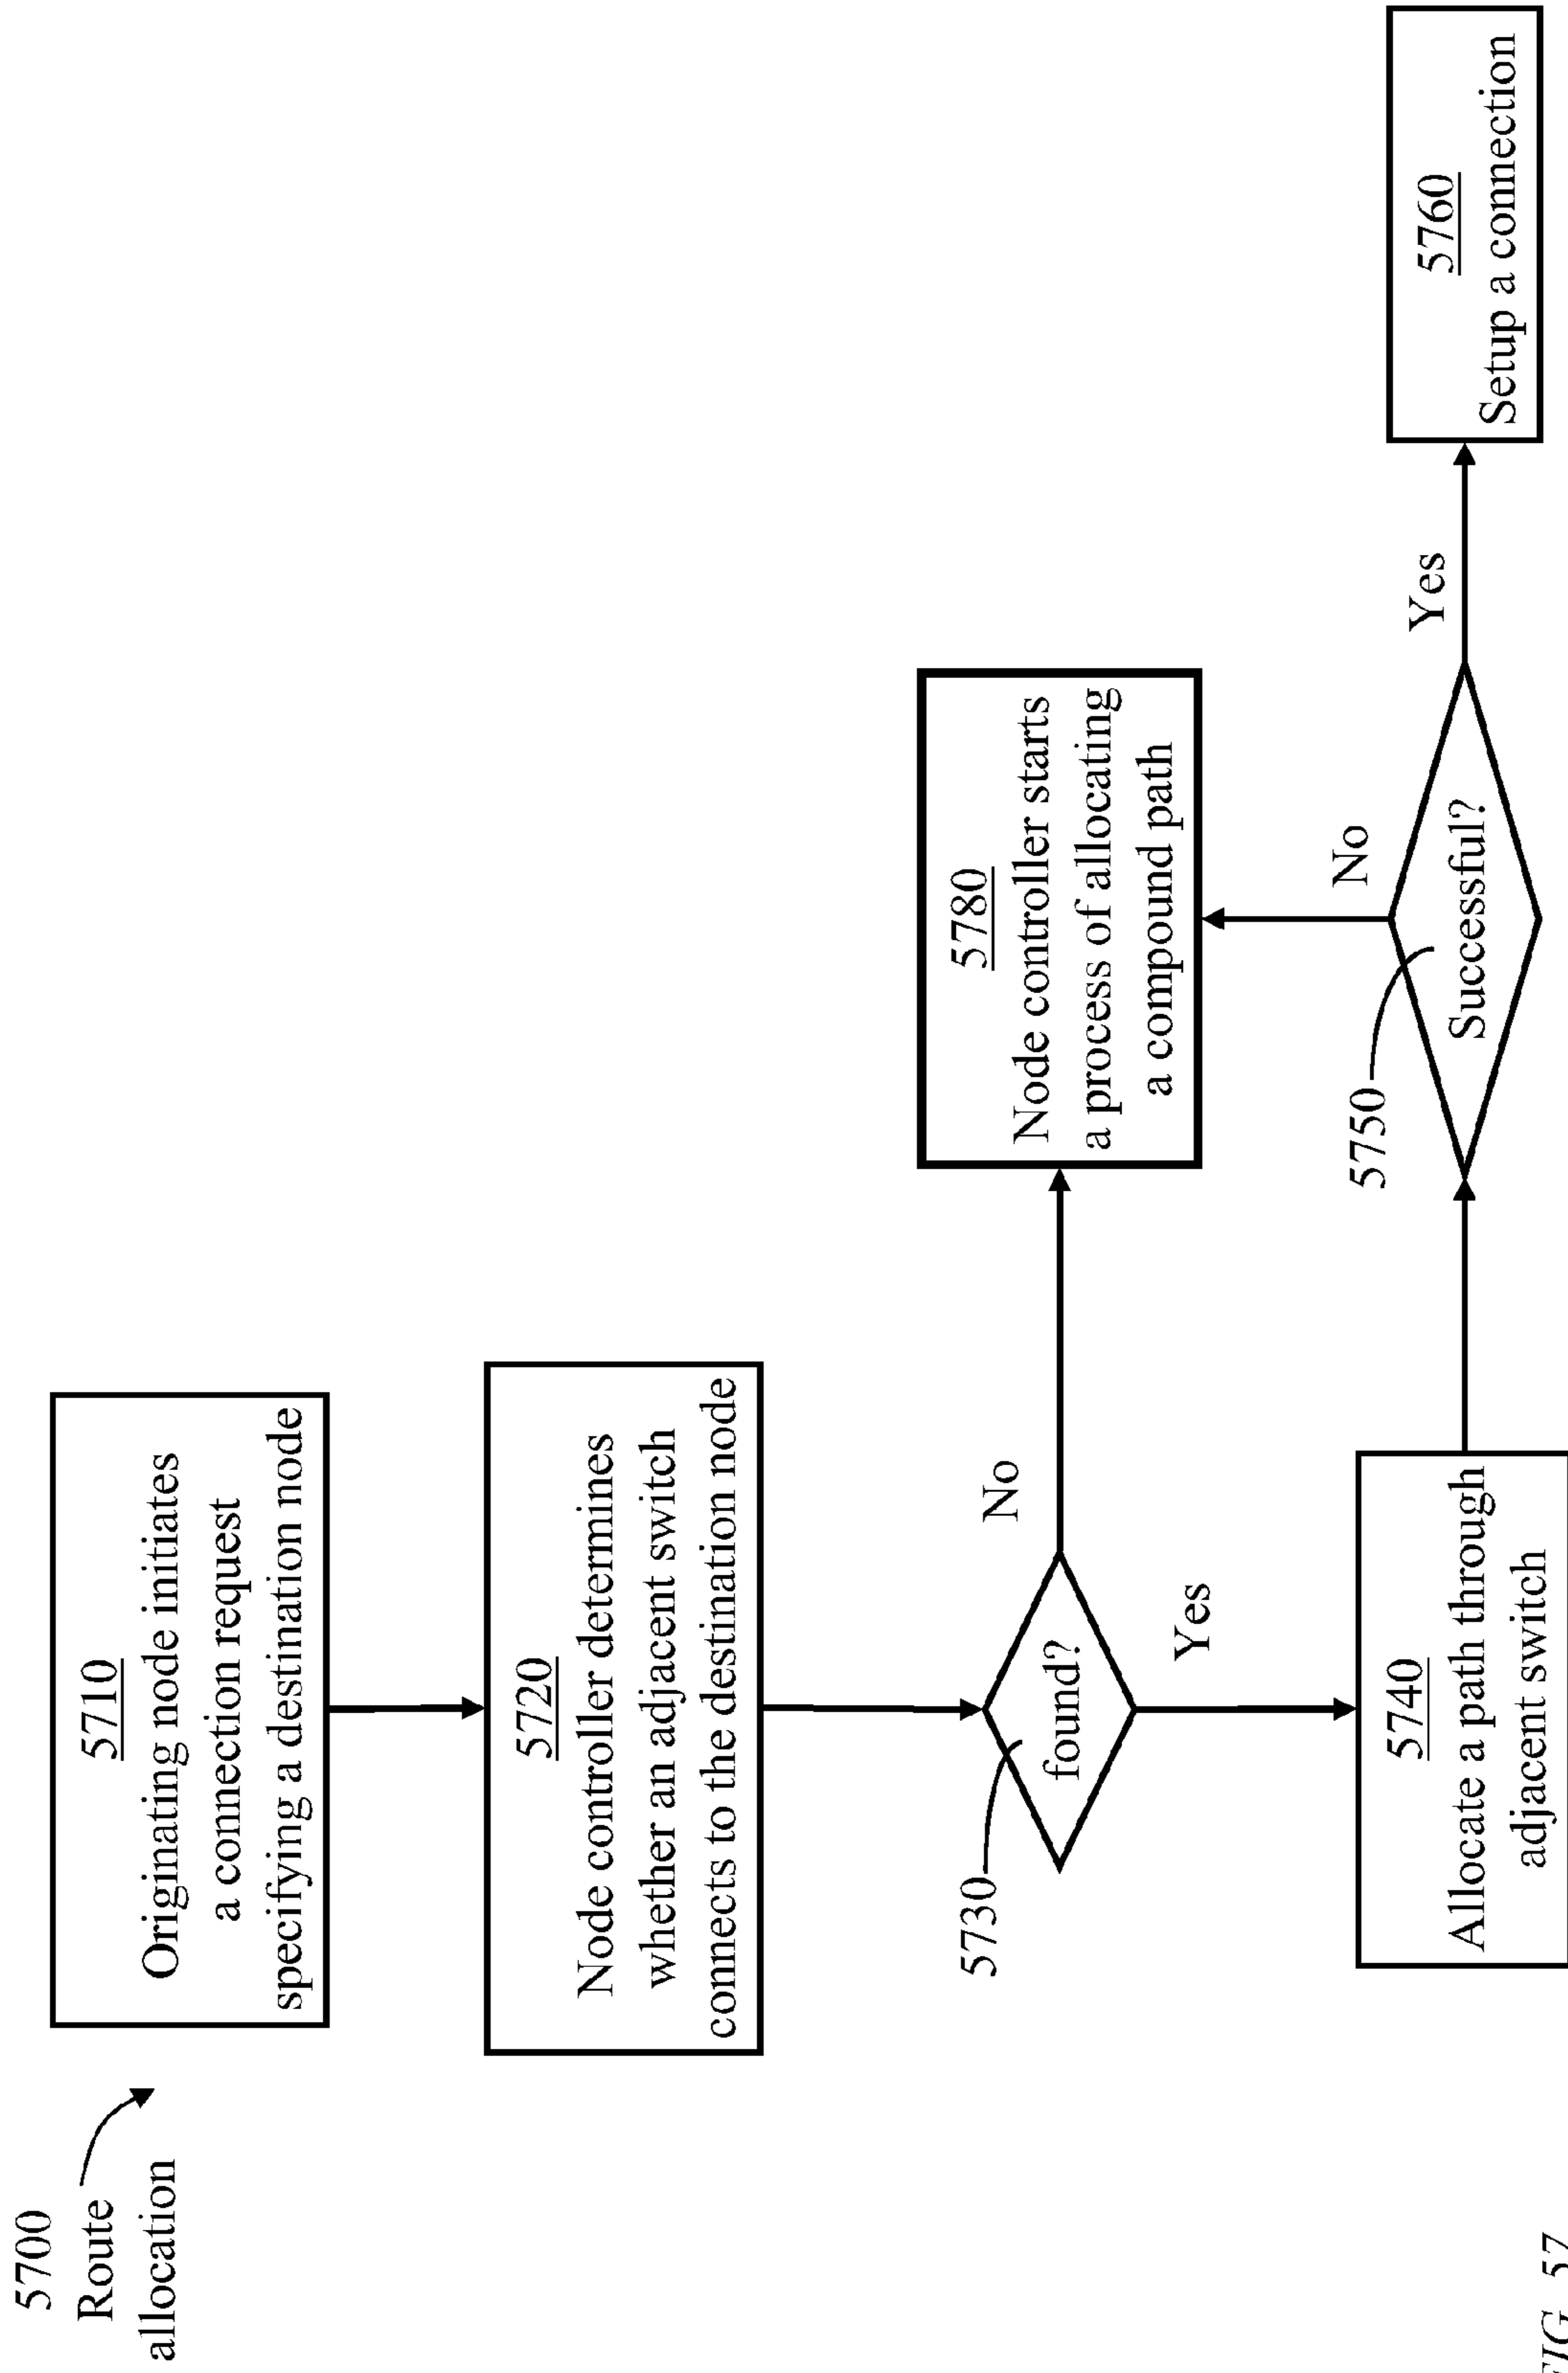 5700
Route
allocation
5710
Originating node initiates
a connection request
specifying a destination node
5720
Node controller determines
whether an adjacent switch
connects to the destination node
5730
found?
No
Yes
5780
Node controller starts
a process of allocating
a compound path
5740
Allocate a path through
adjacent switch
5750
Successful?
No
Yes
5760
Setup a connection
FIG. 57